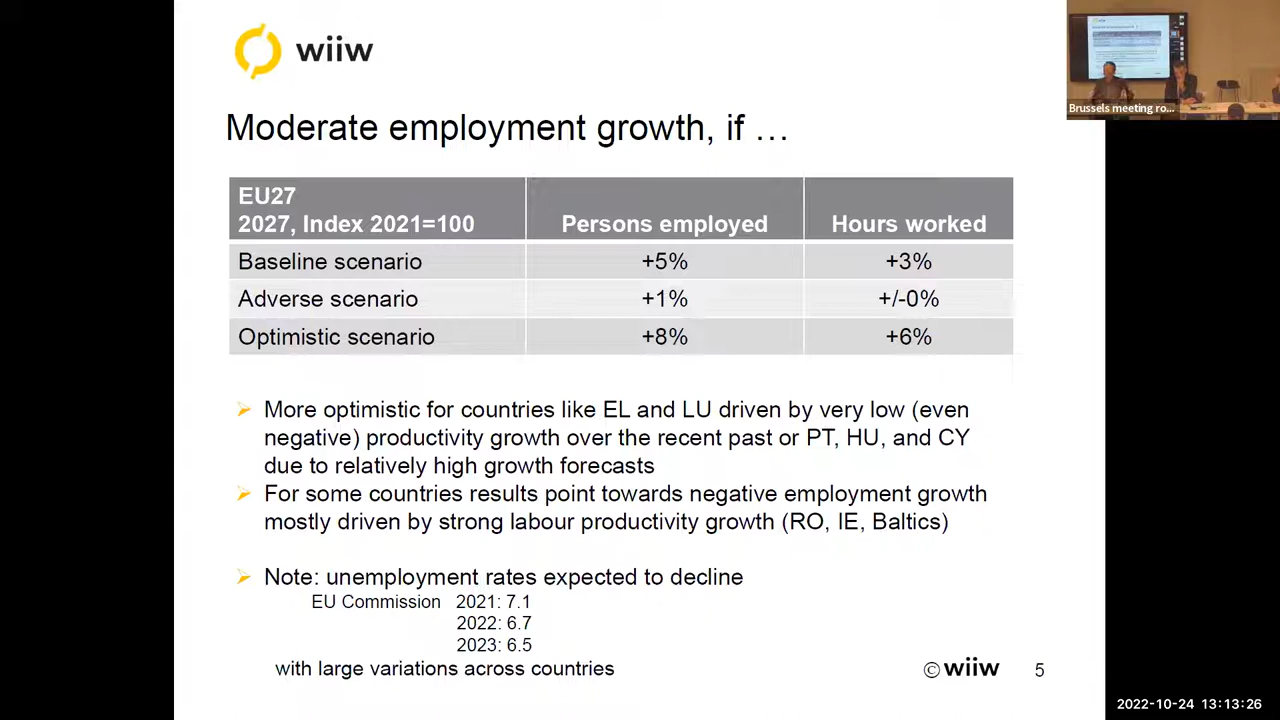 wiiw
Moderate employment growth, if …
EU27
2027, Index 2021=100
Persons employed
Hours worked
Baseline scenario
+5%
+3%
Adverse scenario
+1%
+/-0%
Optimistic scenario
+8%
+6%
More optimistic for countries like EL and LU driven by very low (even
negative) productivity growth over the recent past or PT, HU, and CY
due to relatively high growth forecasts
For some countries results point towards negative employment growth
mostly driven by strong labour productivity growth (RO, IE, Baltics)
Note: unemployment rates expected to decline
EU Commission 2021: 7.1
2022: 6.7
2023: 6.5
with large variations across countries
© wiiw 5
Brussels meeting ro...
2022-10-24 13:13:26